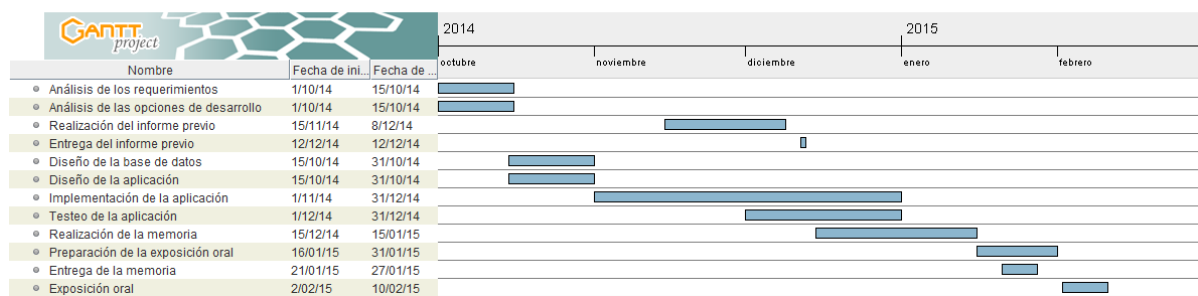 GANTT project
2014 2015
octubre noviembre diciembre enero febrero
Nombre Fecha de ini... Fecha de ...
Análisis de los requerimientos 1/10/14 15/10/14
Análisis de las opciones de desarrollo 1/10/14 15/10/14
Realización del informe previo 15/11/14 8/12/14
Entrega del informe previo 12/12/14 12/12/14
Diseño de la base de datos 15/10/14 31/10/14
Diseño de la aplicación 15/10/14 31/10/14
Implementación de la aplicación 1/11/14 31/12/14
Testeo de la aplicación 1/12/14 31/12/14
Realización de la memoria 15/12/14 15/01/15
Preparación de la exposición oral 16/01/15 31/01/15
Entrega de la memoria 21/01/15 27/01/15
Exposición oral 2/02/15 10/02/15